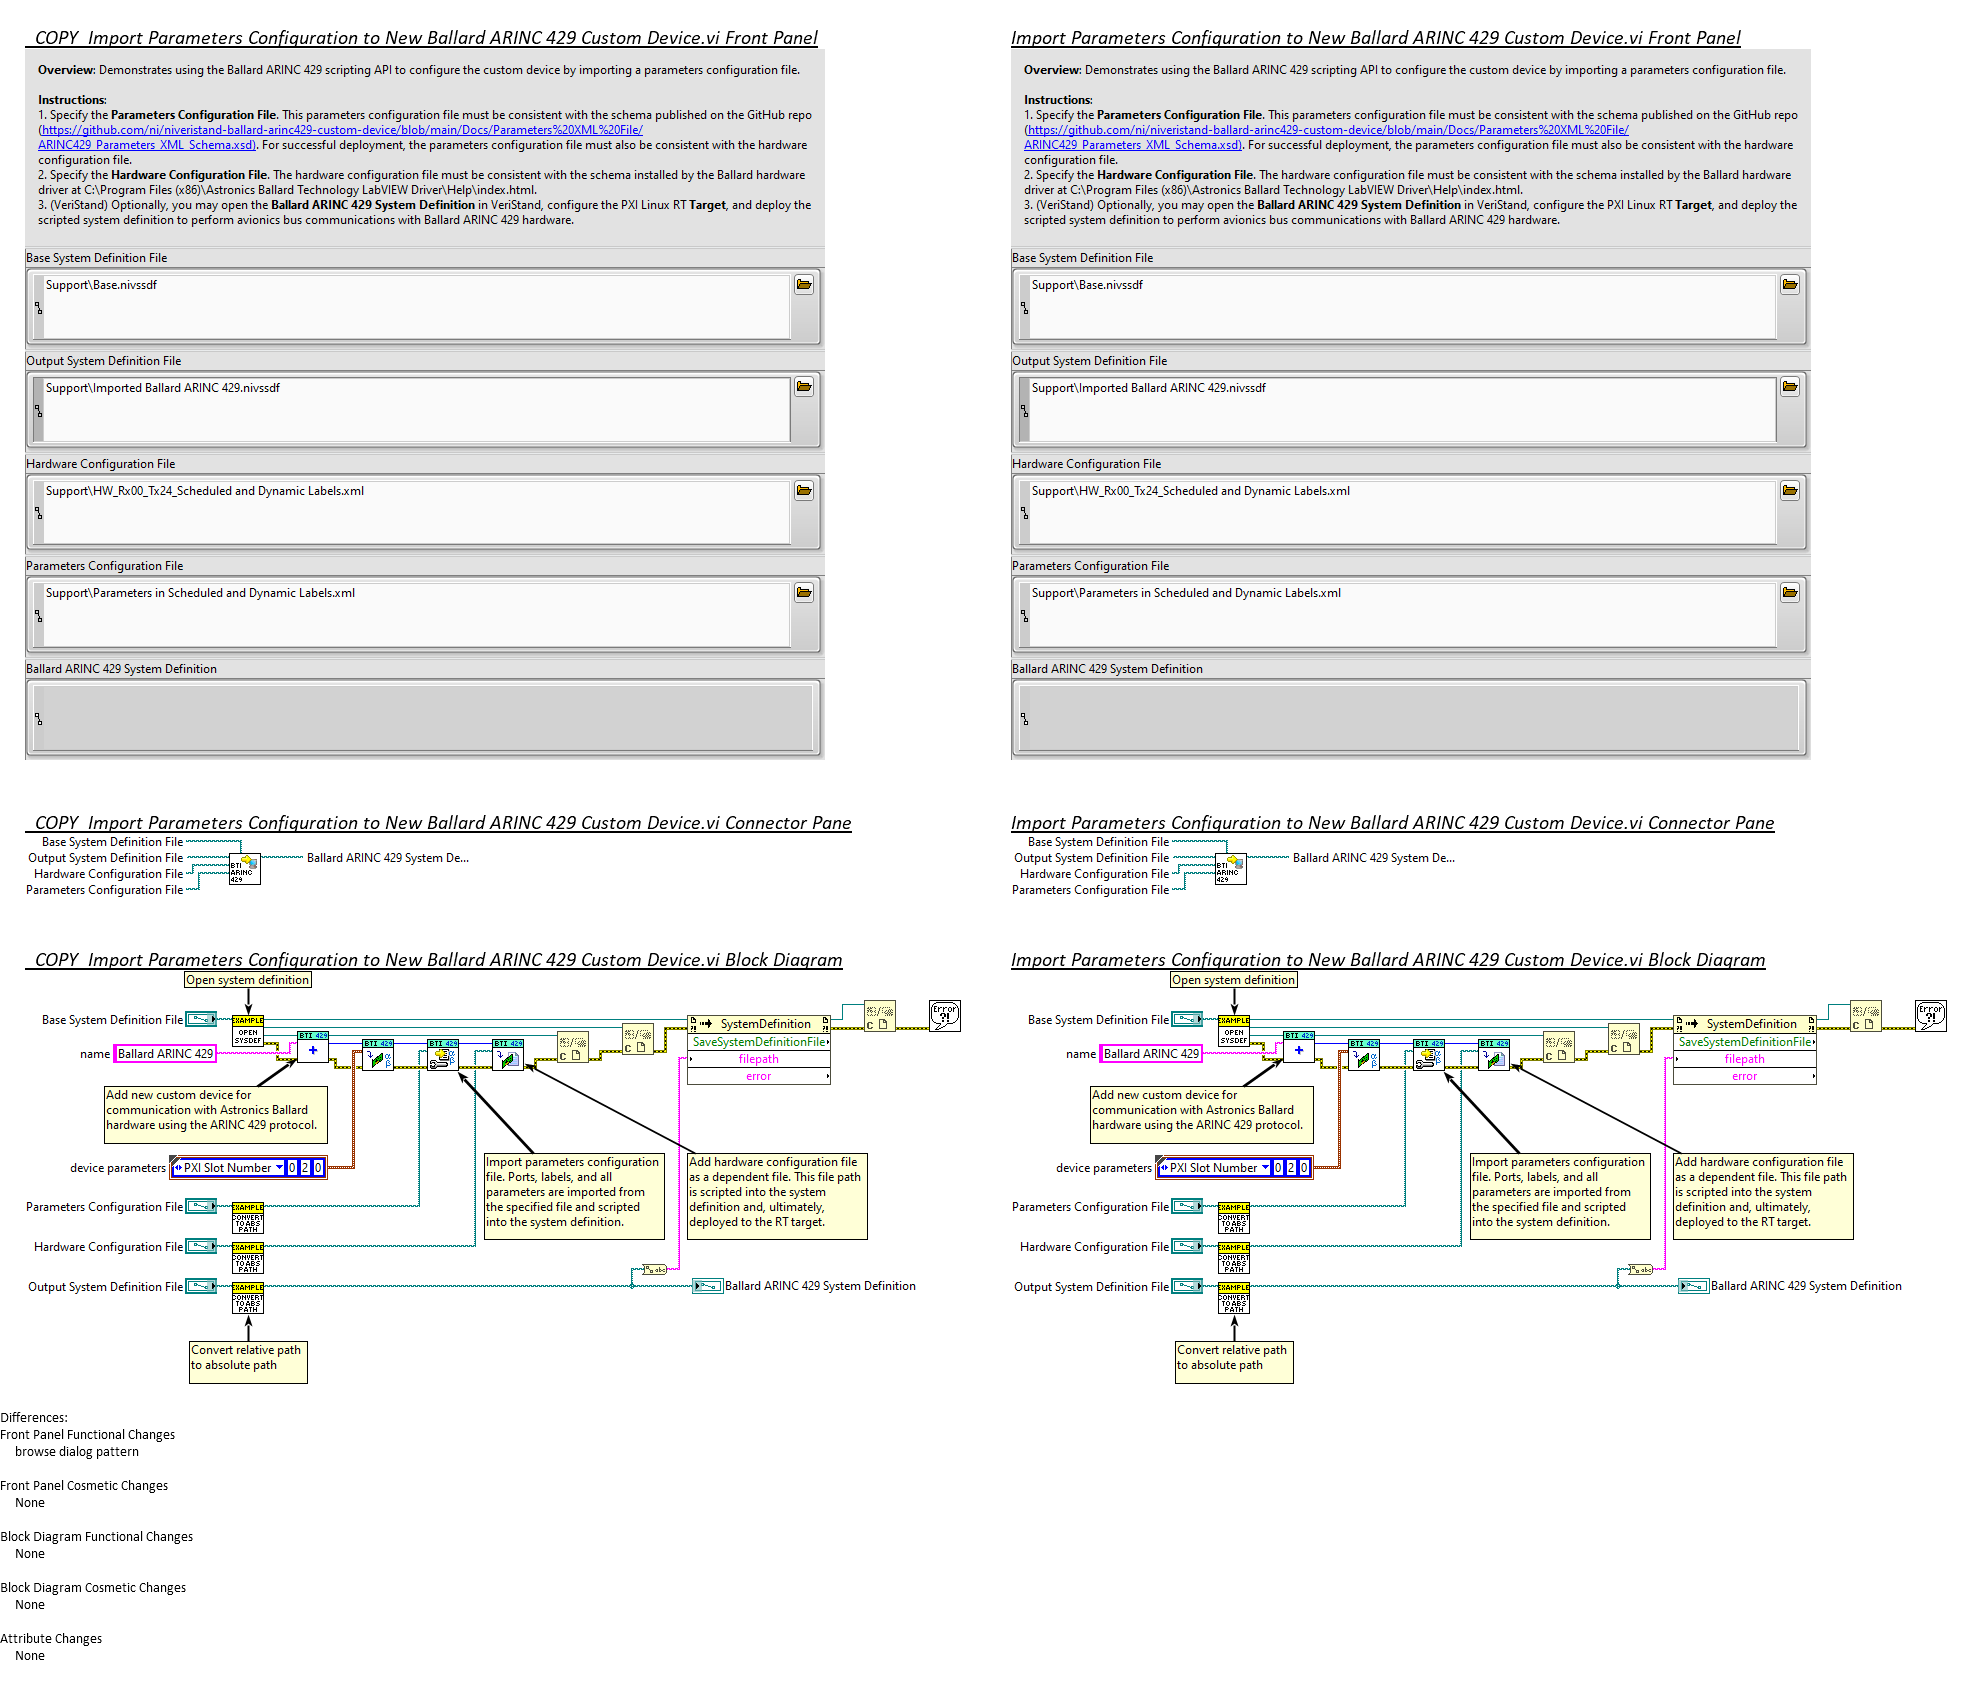 COPY  Import Parameters Configuration to New Ballard ARINC 429 Custom Device.vi Front Panel
Overview: Demonstrates using the Ballard ARINC 429 scripting API to configure the custom device by importing a parameters configuration file.
Instructions:
1. Specify the Parameters Configuration File. This parameters configuration file must be consistent with the schema published on the GitHub repo
(https://github.com/ni/niveristand-ballard-arinc429-custom-device/blob/main/Docs/Parameters%20XML%20File/
ARINC429_Parameters_XML_Schema.xsd). For successful deployment, the parameters configuration file must also be consistent with the hardware
configuration file.
2. Specify the Hardware Configuration File. The hardware configuration file must be consistent with the schema installed by the Ballard hardware
driver at C:\Program Files (x86)\Astronics Ballard Technology LabVIEW Driver\Help\index.html.
3. (VeriStand) Optionally, you may open the Ballard ARINC 429 System Definition in VeriStand, configure the PXI Linux RT Target, and deploy the
scripted system definition to perform avionics bus communications with Ballard ARINC 429 hardware.
Base System Definition File
Support\Base.nivssdf
Output System Definition File
Support\Imported Ballard ARINC 429.nivssdf
Hardware Configuration File
Support\HW_Rx00_Tx24_Scheduled and Dynamic Labels.xml
Parameters Configuration File
Support\Parameters in Scheduled and Dynamic Labels.xml
Ballard ARINC 429 System Definition
Import Parameters Configuration to New Ballard ARINC 429 Custom Device.vi Front Panel
Overview: Demonstrates using the Ballard ARINC 429 scripting API to configure the custom device by importing a parameters configuration file.
Instructions:
1. Specify the Parameters Configuration File. This parameters configuration file must be consistent with the schema published on the GitHub repo
(https://github.com/ni/niveristand-ballard-arinc429-custom-device/blob/main/Docs/Parameters%20XML%20File/
ARINC429_Parameters_XML_Schema.xsd). For successful deployment, the parameters configuration file must also be consistent with the hardware
configuration file.
2. Specify the Hardware Configuration File. The hardware configuration file must be consistent with the schema installed by the Ballard hardware
driver at C:\Program Files (x86)\Astronics Ballard Technology LabVIEW Driver\Help\index.html.
3. (VeriStand) Optionally, you may open the Ballard ARINC 429 System Definition in VeriStand, configure the PXI Linux RT Target, and deploy the
scripted system definition to perform avionics bus communications with Ballard ARINC 429 hardware.
Base System Definition File
Support\Base.nivssdf
Output System Definition File
Support\Imported Ballard ARINC 429.nivssdf
Hardware Configuration File
Support\HW_Rx00_Tx24_Scheduled and Dynamic Labels.xml
Parameters Configuration File
Support\Parameters in Scheduled and Dynamic Labels.xml
Ballard ARINC 429 System Definition
COPY  Import Parameters Configuration to New Ballard ARINC 429 Custom Device.vi Connector Pane
Base System Definition File
Output System Definition File
Hardware Configuration File
Parameters Configuration File
BTI
ARINC
429
Ballard ARINC 429 System De...
Import Parameters Configuration to New Ballard ARINC 429 Custom Device.vi Connector Pane
Base System Definition File
Output System Definition File
Hardware Configuration File
Parameters Configuration File
BTI
ARINC
429
Ballard ARINC 429 System De...
COPY  Import Parameters Configuration to New Ballard ARINC 429 Custom Device.vi Block Diagram
Open system definition
Base System Definition File
EXAMPLE
OPEN
SYSDEF
name
Ballard ARINC 429
BTI 429
BTI 429
BTI 429
BTI 429
SystemDefinition
SaveSystemDefinitionFile
filepath
error
Error
?!
Add new custom device for
communication with Astronics Ballard
hardware using the ARINC 429 protocol.
device parameters
PXI Slot Number 0 2 0
Import parameters configuration
file. Ports, labels, and all
parameters are imported from
the specified file and scripted
into the system definition.
Add hardware configuration file
as a dependent file. This file path
is scripted into the system
definition and, ultimately,
deployed to the RT target.
Parameters Configuration File
EXAMPLE
CONVERT
TO ABS
PATH
Hardware Configuration File
EXAMPLE
CONVERT
TO ABS
PATH
Output System Definition File
EXAMPLE
CONVERT
TO ABS
PATH
abc
Ballard ARINC 429 System Definition
Convert relative path
to absolute path
Import Parameters Configuration to New Ballard ARINC 429 Custom Device.vi Block Diagram
Open system definition
Base System Definition File
EXAMPLE
OPEN
SYSDEF
name
Ballard ARINC 429
BTI 429
BTI 429
BTI 429
BTI 429
SystemDefinition
SaveSystemDefinitionFile
filepath
error
Error
?!
Add new custom device for
communication with Astronics Ballard
hardware using the ARINC 429 protocol.
device parameters
PXI Slot Number 0 2 0
Import parameters configuration
file. Ports, labels, and all
parameters are imported from
the specified file and scripted
into the system definition.
Add hardware configuration file
as a dependent file. This file path
is scripted into the system
definition and, ultimately,
deployed to the RT target.
Parameters Configuration File
EXAMPLE
CONVERT
TO ABS
PATH
Hardware Configuration File
EXAMPLE
CONVERT
TO ABS
PATH
Output System Definition File
EXAMPLE
CONVERT
TO ABS
PATH
abc
Ballard ARINC 429 System Definition
Convert relative path
to absolute path
Differences:
Front Panel Functional Changes
browse dialog pattern
Front Panel Cosmetic Changes
None
Block Diagram Functional Changes
None
Block Diagram Cosmetic Changes
None
Attribute Changes
None